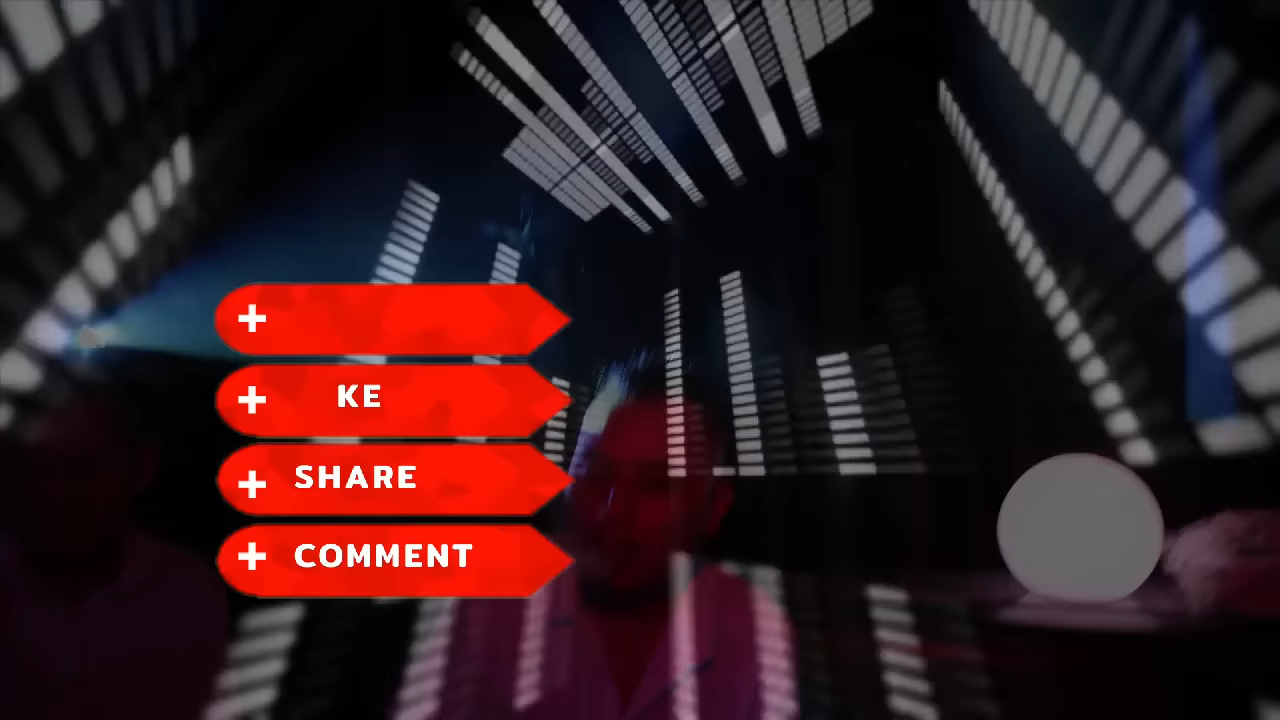 +
+ KE
+ SHARE
+ COMMENT